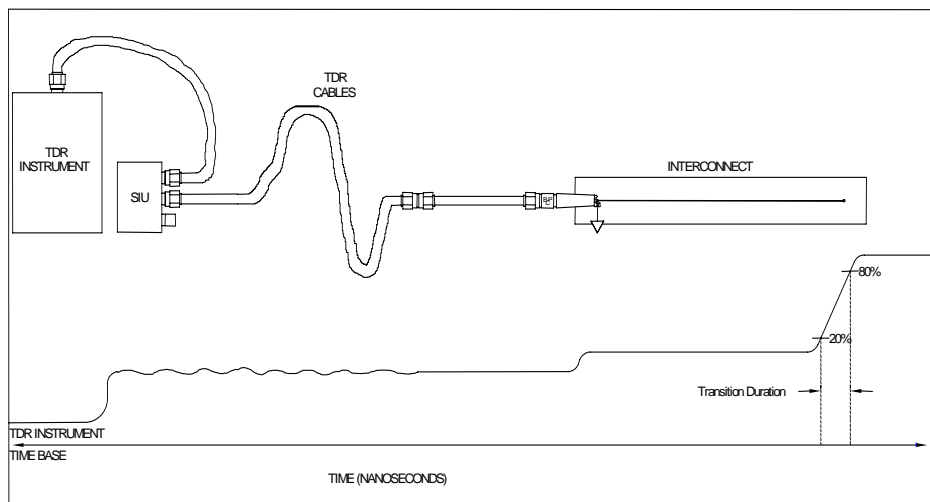 TDR
CABLES
TDR
INSTRUMENT
SIU
INTERCONNECT
80%
20%
Transition Duration
TDR INSTRUMENT
TIME BASE
TIME (NANOSECONDS)